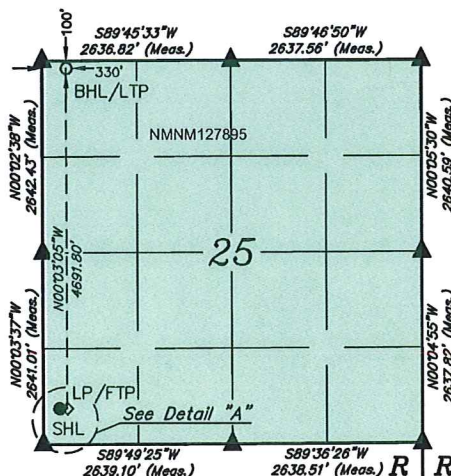 100'
S89°45'33"W
2636.82' (Meas.)
S89°46'50"W
2637.56' (Meas.)
330'
BHL/LTP
NMNM127895
N00°02'38"W
2642.43' (Meas.)
N00°05'30"W
2640.59' (Meas.)
N00°03'05"W
4691.80'
25
N00°03'37"W
2641.01' (Meas.)
N00°04'55"W
2637.82' (Meas.)
LP/FTP
SHL
See Detail "A"
S89°49'25"W
2639.10' (Meas.)
S89°36'26"W
2638.51' (Meas.)
R R